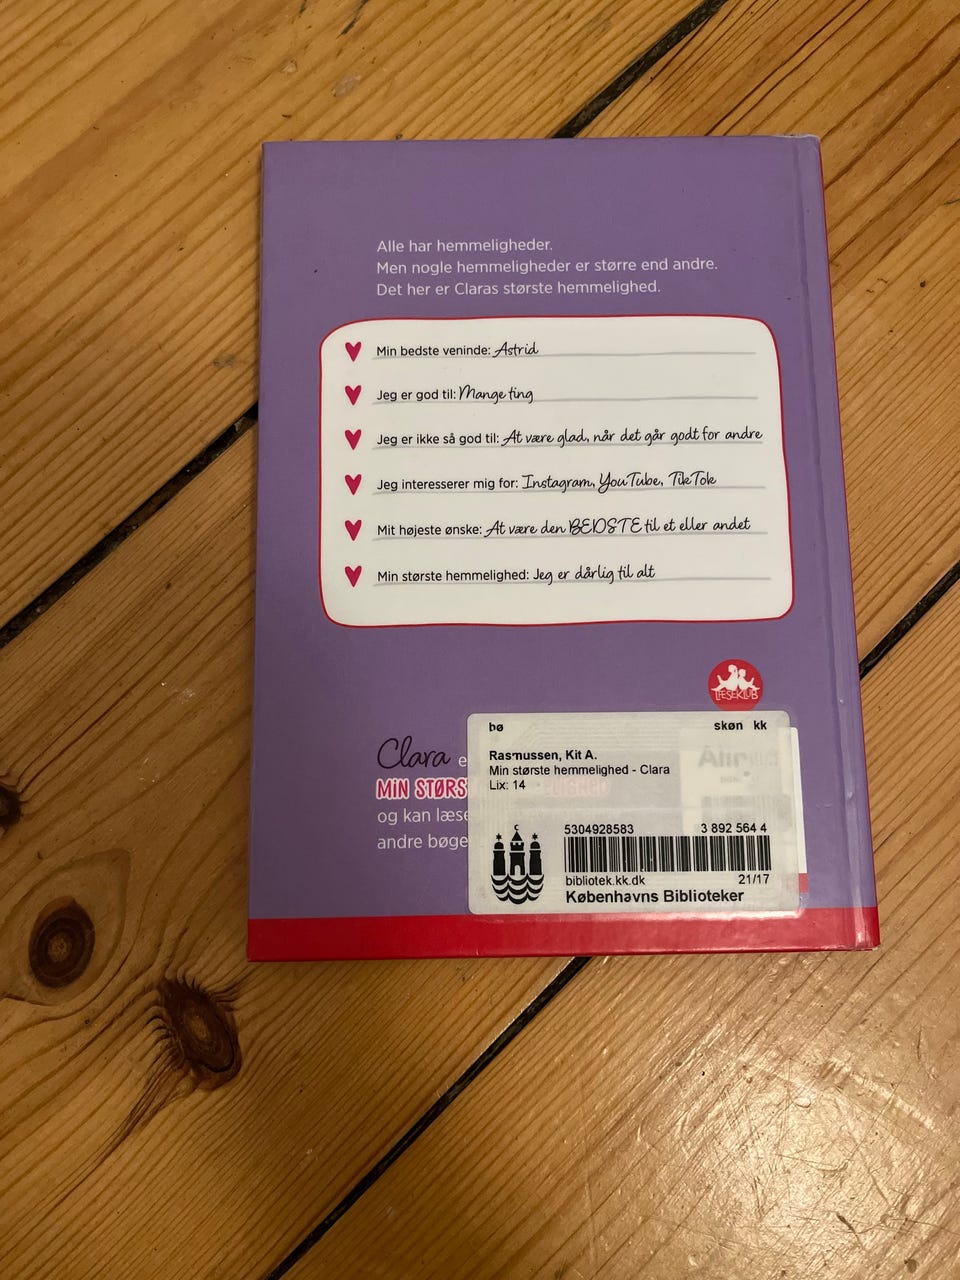 Alle har hemmeligheder.
Men nogle hemmeligheder er større end andre.
Det her er Claras største hemmelighed.
Min bedste veninde: Astrid
Jeg er god til: Mange ting
Jeg er ikke så god til: At være glad, når det går godt for andre
Jeg interesserer mig for: Instagram, YouTube, TikTok
Mit højeste ønske: At være den BEDSTE til et eller andet
Min største hemmelighed: Jeg er dårlig til alt
LÆSEKLUB
Clara
MIN
og kan
andre
bø skøn kk
Rasmussen, Kit A.
Min største hemmelighed - Clara
Lix: 14
5304928583 3 892 564 4
bibliotek.kk.dk 21/17
Københavns Biblioteker